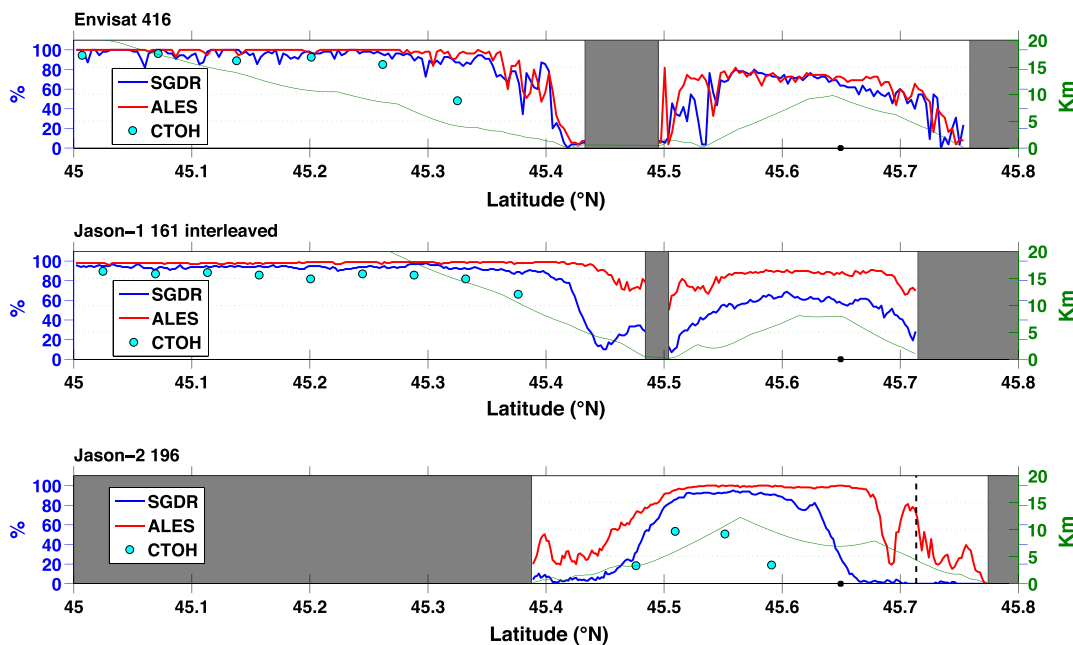 Envisat 416
100
80
60
40
20
0
%
SGDR
ALES
CTOH
20
15
10
5
0
Km
45 45.1 45.2 45.3 45.4 45.5 45.6 45.7 45.8
Latitude (°N)
Jason–1 161 interleaved
100
80
60
40
20
0
%
SGDR
ALES
CTOH
20
15
10
5
0
Km
45 45.1 45.2 45.3 45.4 45.5 45.6 45.7 45.8
Latitude (°N)
Jason–2 196
100
80
60
40
20
0
%
SGDR
ALES
CTOH
20
15
10
5
0
Km
45 45.1 45.2 45.3 45.4 45.5 45.6 45.7 45.8
Latitude (°N)